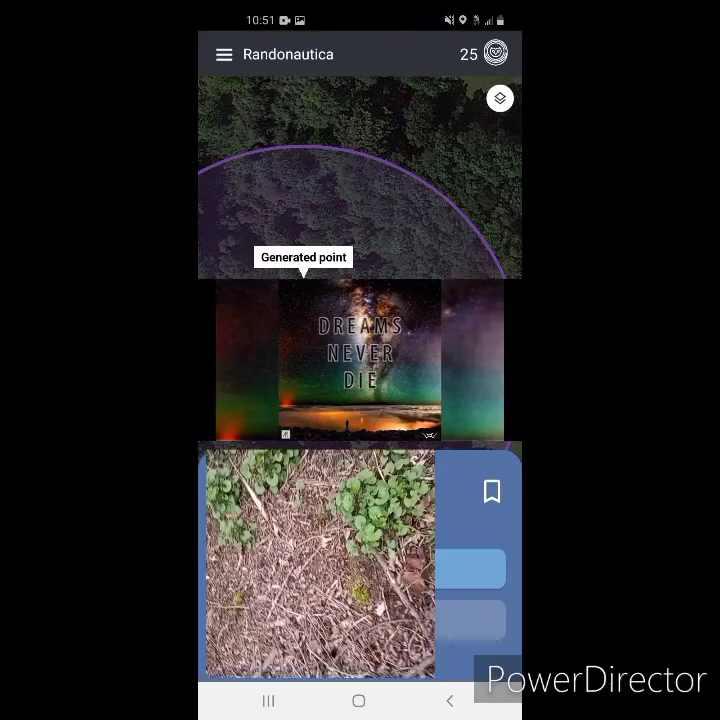 10:51
Randonautica
25
Generated point
DREAMS
NEVER
DIE
PowerDirector